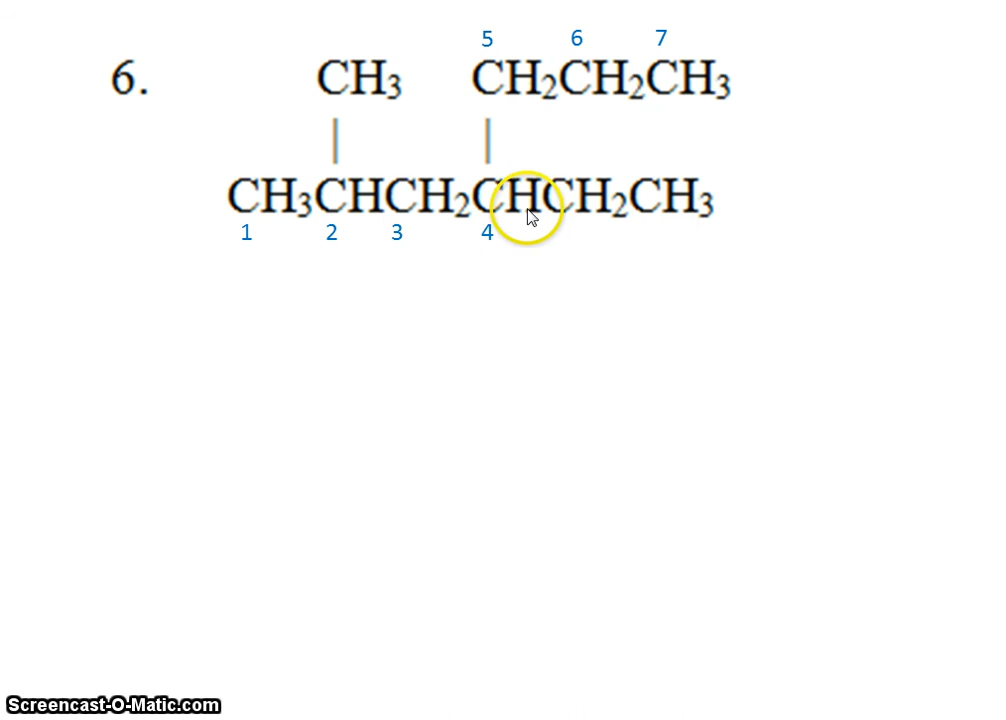 5 6 7
6. CH₃ CH₂CH₂CH₃
| |
CH₃CHCH₂CHCH₂CH₃
1 2 3 4
Screencast-O-Matic.com